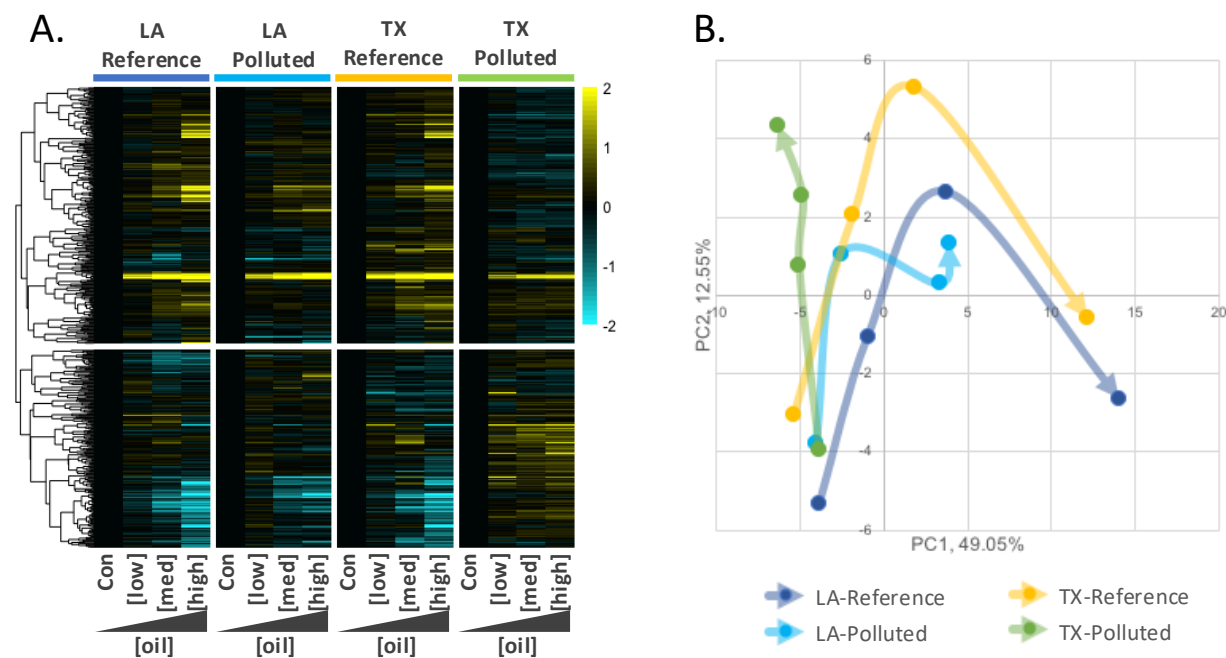 A.
LA
Reference
LA
Polluted
TX
Reference
TX
Polluted
2
1
0
-1
-2
Con
[low]
[med]
[high]
Con
[low]
[med]
[high]
Con
[low]
[med]
[high]
Con
[low]
[med]
[high]
[oil]
[oil]
[oil]
[oil]
B.
6
4
2
0
-2
-4
-6
-10
-5
0
5
10
15
20
PC2, 12.55%
PC1, 49.05%
LA-Reference
TX-Reference
LA-Polluted
TX-Polluted